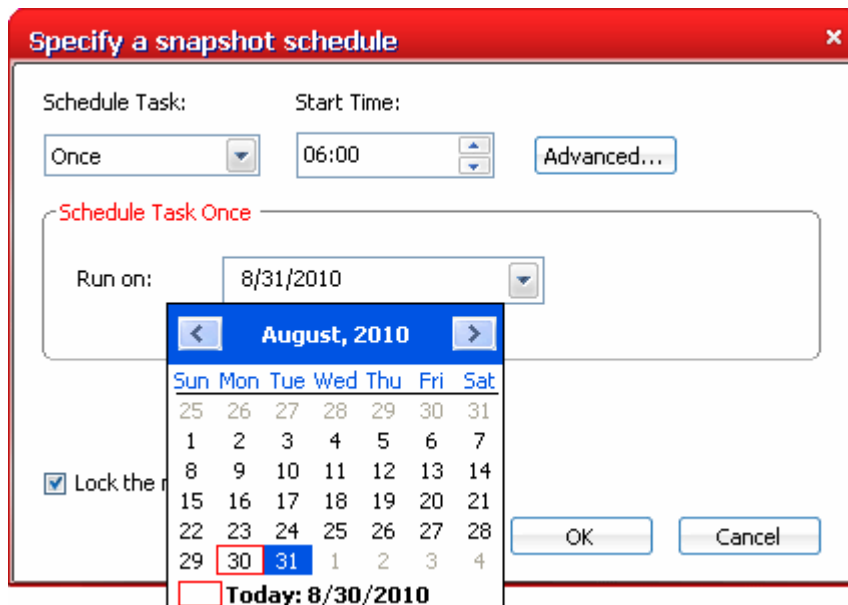 Specify a snapshot schedule
Schedule Task: Start Time:
Once 06:00 Advanced...
Schedule Task Once
Run on: 8/31/2010
August, 2010
Sun Mon Tue Wed Thu Fri Sat
25 26 27 28 29 30 31
1 2 3 4 5 6 7
8 9 10 11 12 13 14
Lock the
15 16 17 18 19 20 21
22 23 24 25 26 27 28
OK Cancel
29 30 31 1 2 3 4
Today: 8/30/2010